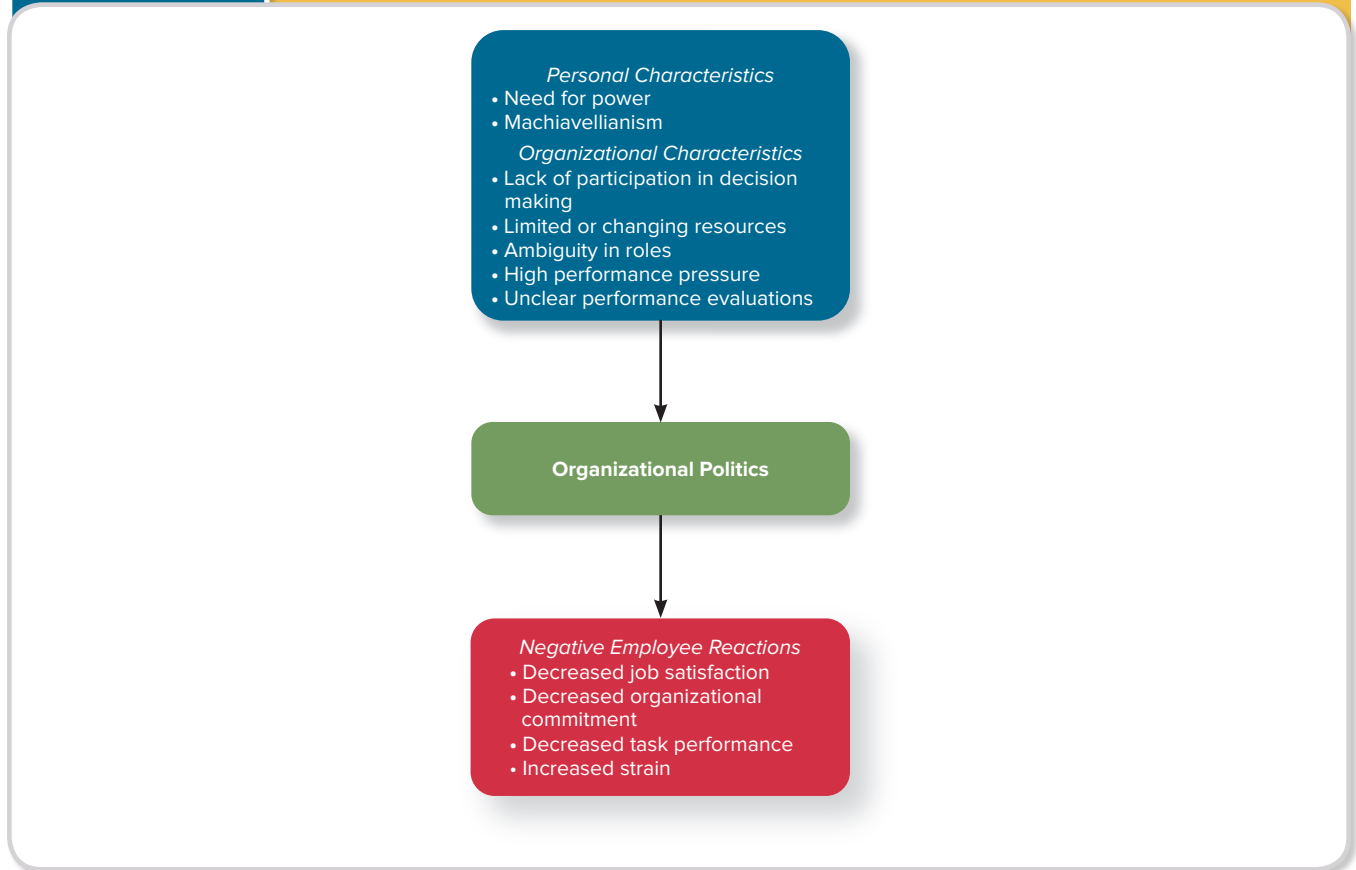 Personal Characteristics
• Need for power
• Machiavellianism
Organizational Characteristics
• Lack of participation in decision
making
• Limited or changing resources
• Ambiguity in roles
• High performance pressure
• Unclear performance evaluations
Organizational Politics
Negative Employee Reactions
• Decreased job satisfaction
• Decreased organizational
commitment
• Decreased task performance
• Increased strain